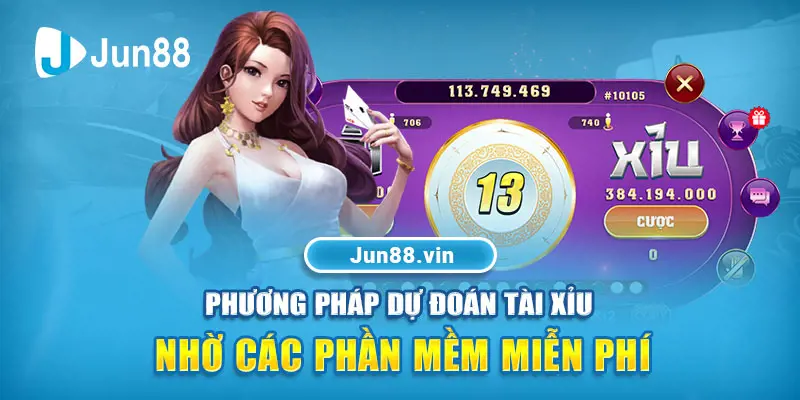 Jun88
113.749.469
#10105
706
740
XỈU
13
384.194.000
CƯỢC
0
Jun88.vin
PHƯƠNG PHÁP DỰ ĐOÁN TÀI XỈU
NHỜ CÁC PHẦN MỀM MIỄN PHÍ